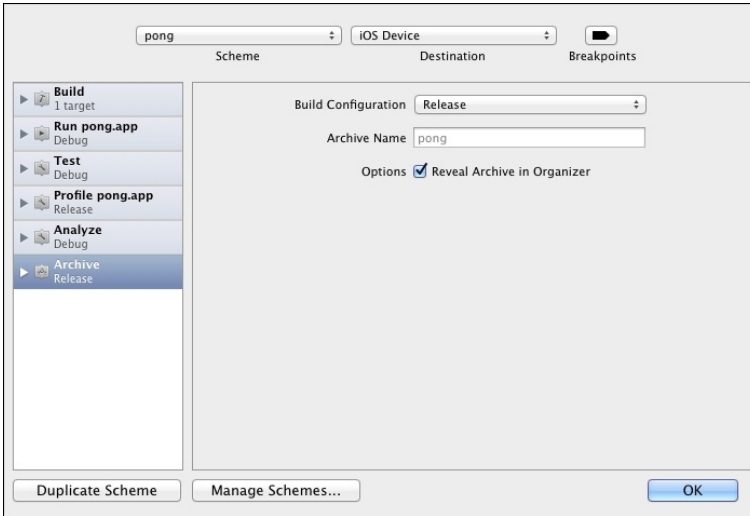 pong
iOS Device
Scheme
Destination
Breakpoints
Build
1 target
Run pong.app
Debug
Test
Debug
Profile pong.app
Release
Analyze
Debug
Archive
Release
Build Configuration Release
Archive Name pong
Options Reveal Archive in Organizer
Duplicate Scheme
Manage Schemes...
OK